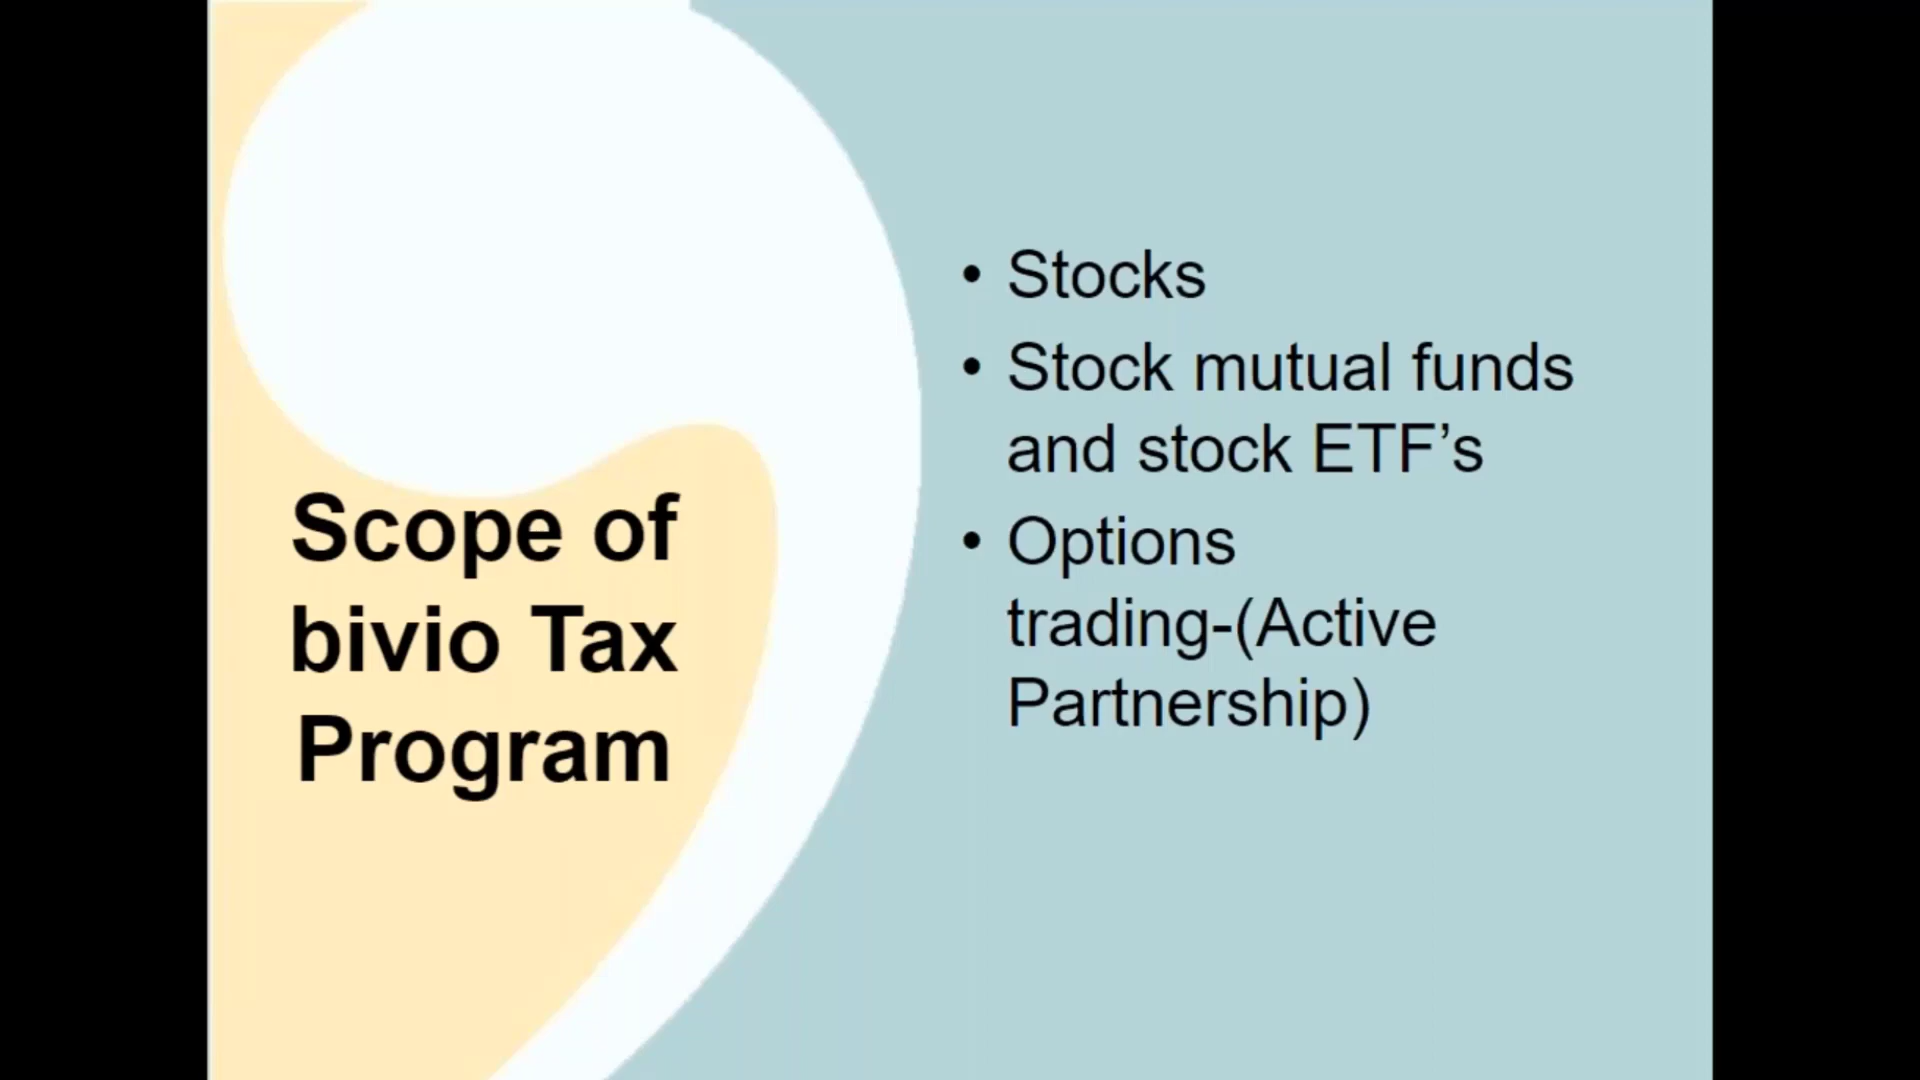 Scope of
bivio Tax
Program
• Stocks
• Stock mutual funds
and stock ETF’s
• Options
trading-(Active
Partnership)